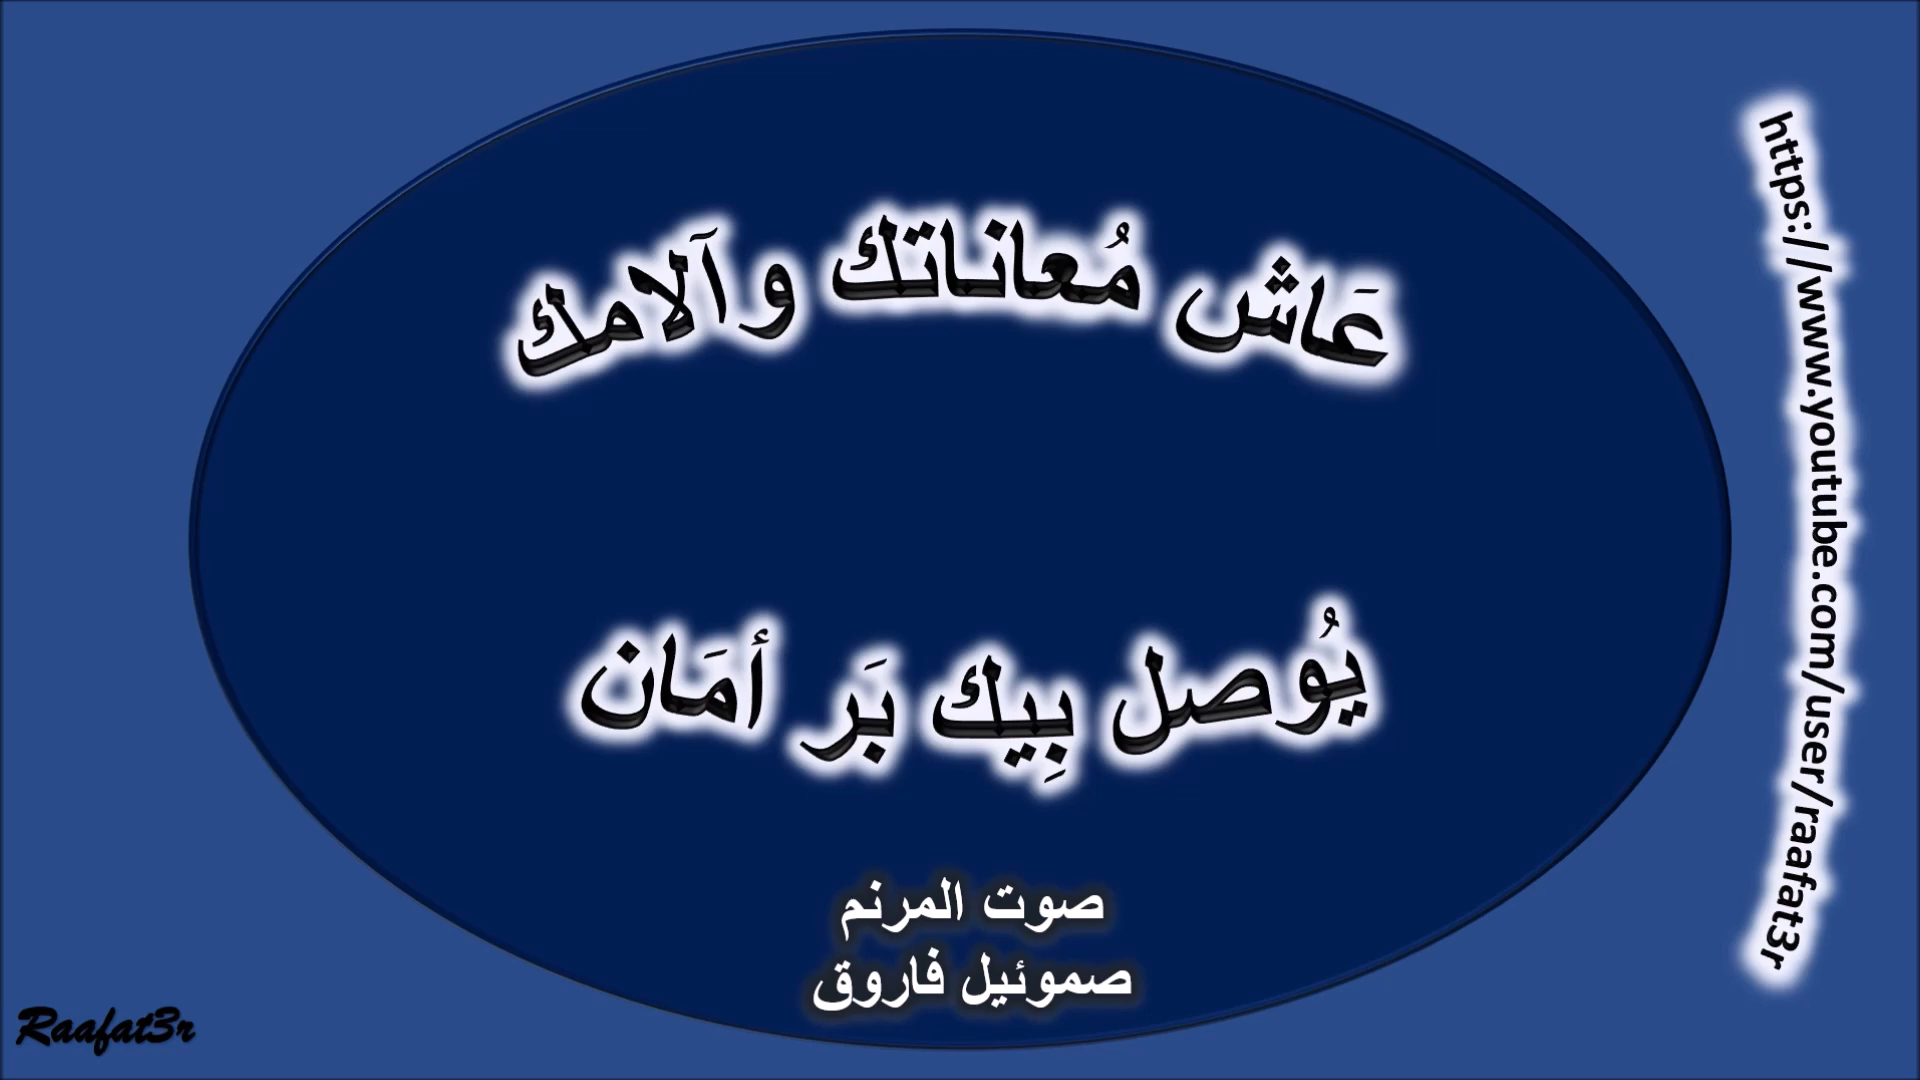 عَاش مُعاناتك وآلامك
يُوصل بِيك بَر أمَان
صوت المرنم
صموئيل فاروق
https://www.youtube.com/user/raafat3r
Raafat3r